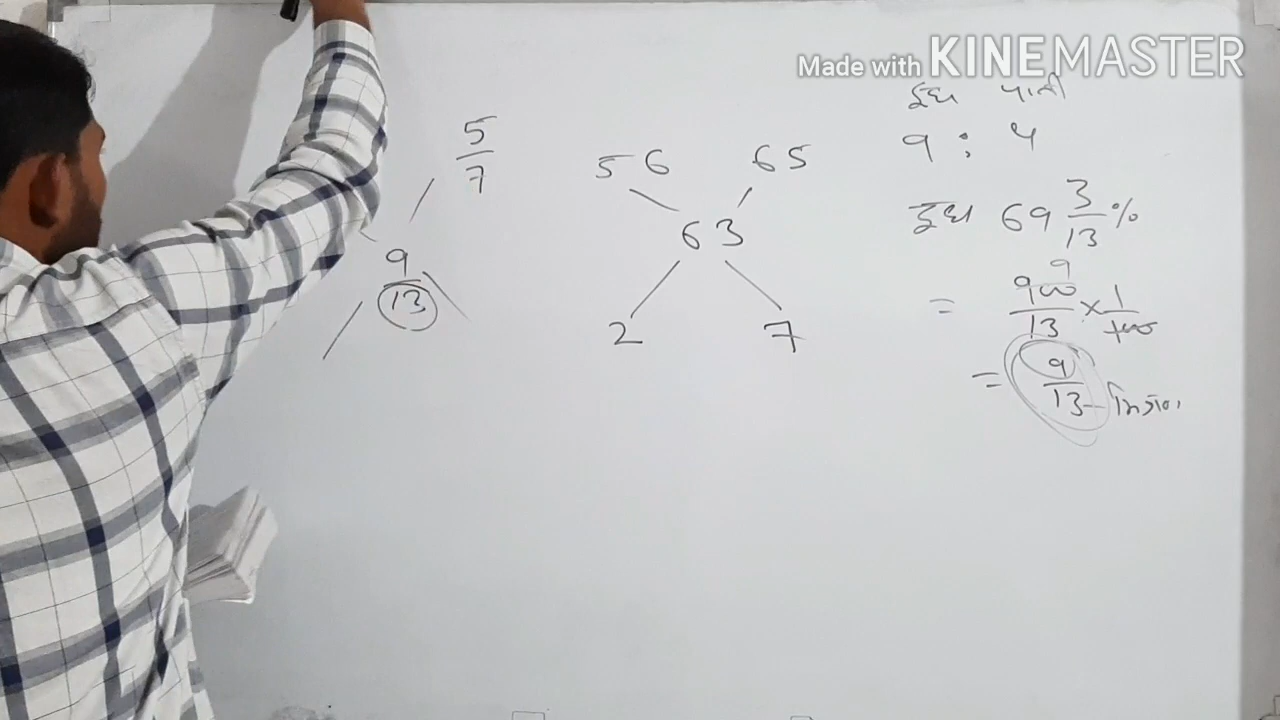 Made with KINEMASTER
5/7
9/13
56 65
63
2 7
દુધ પાણી
9 : 4
દુધ 69 3/13 %
= 900/13 × 1/100
9
= 9/13